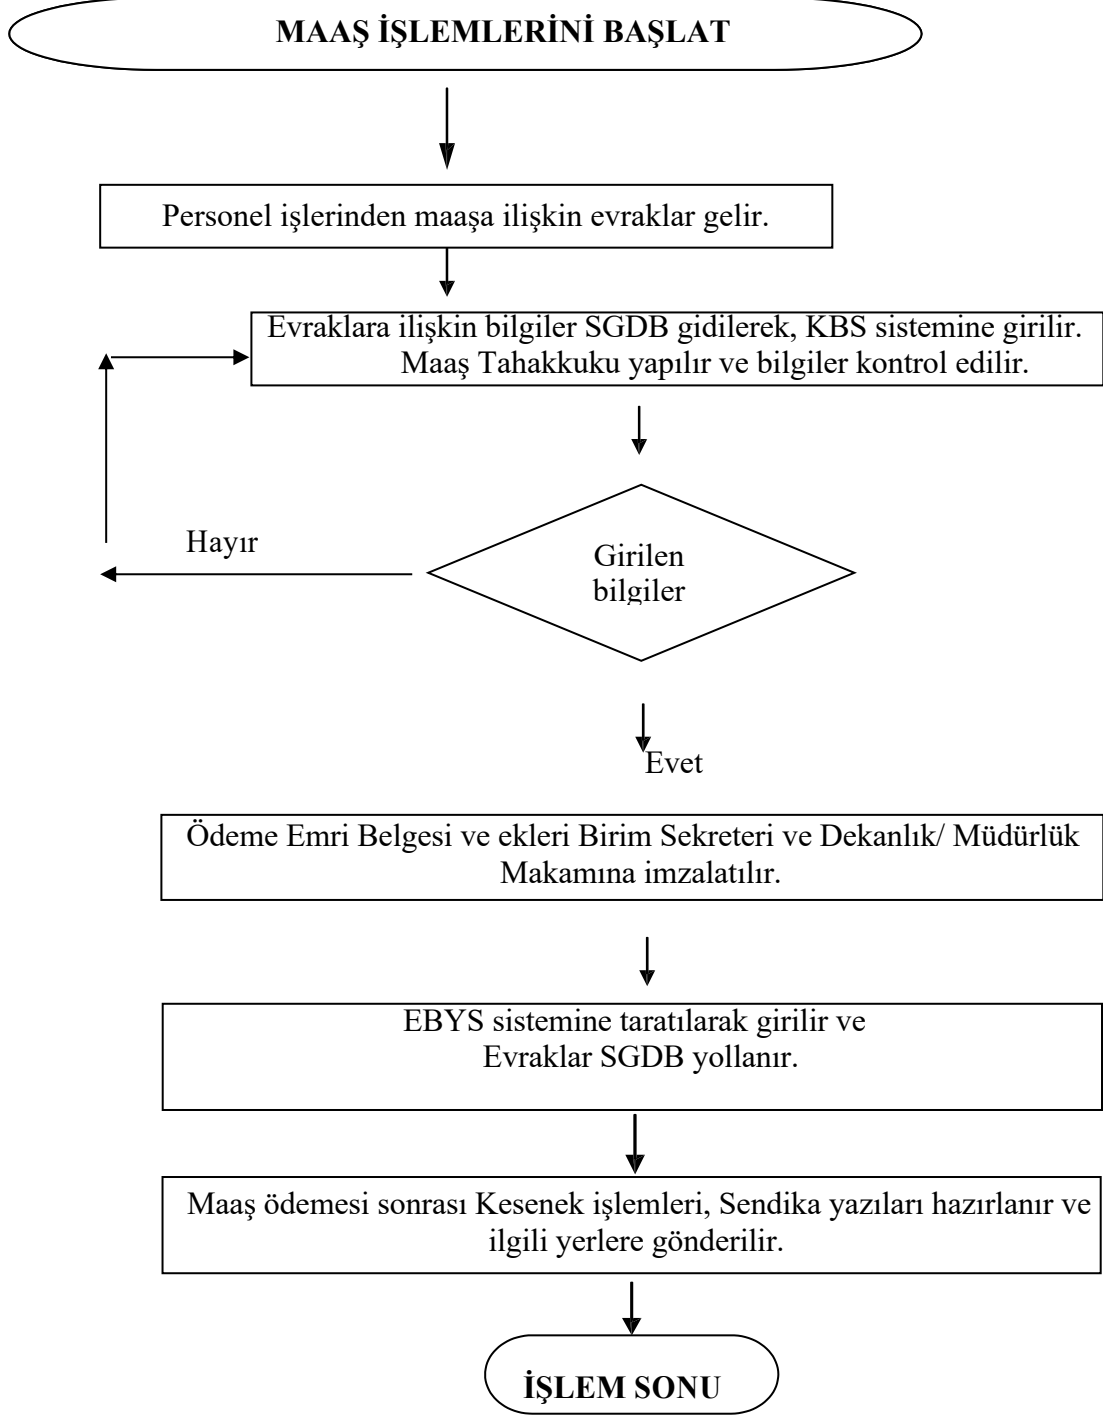 MAAŞ İŞLEMLERİNİ BAŞLAT
Personel işlerinden maaşa ilişkin evraklar gelir.
Evraklara ilişkin bilgiler SGDB gidilerek, KBS sistemine girilir.
Maaş Tahakkuku yapılır ve bilgiler kontrol edilir.
Hayır
Girilen
bilgiler
Evet
Ödeme Emri Belgesi ve ekleri Birim Sekreteri ve Dekanlık/ Müdürlük
Makamına imzalatılır.
EBYS sistemine taratılarak girilir ve
Evraklar SGDB yollanır.
Maaş ödemesi sonrası Kesenek işlemleri, Sendika yazıları hazırlanır ve
ilgili yerlere gönderilir.
İŞLEM SONU